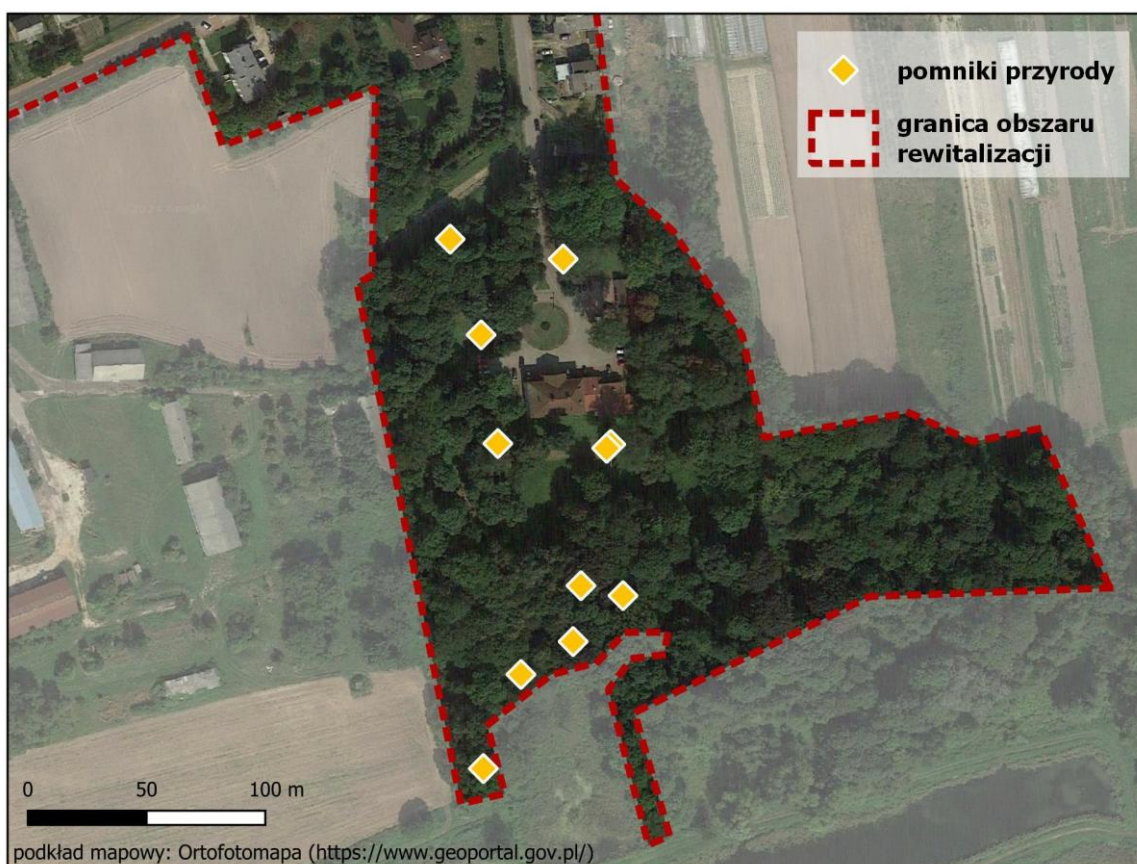 pomniki przyrody
granica obszaru
rewitalizacji
0 50 100 m
podkład mapowy: Ortofotomapa (https://www.geoportal.gov.pl/)